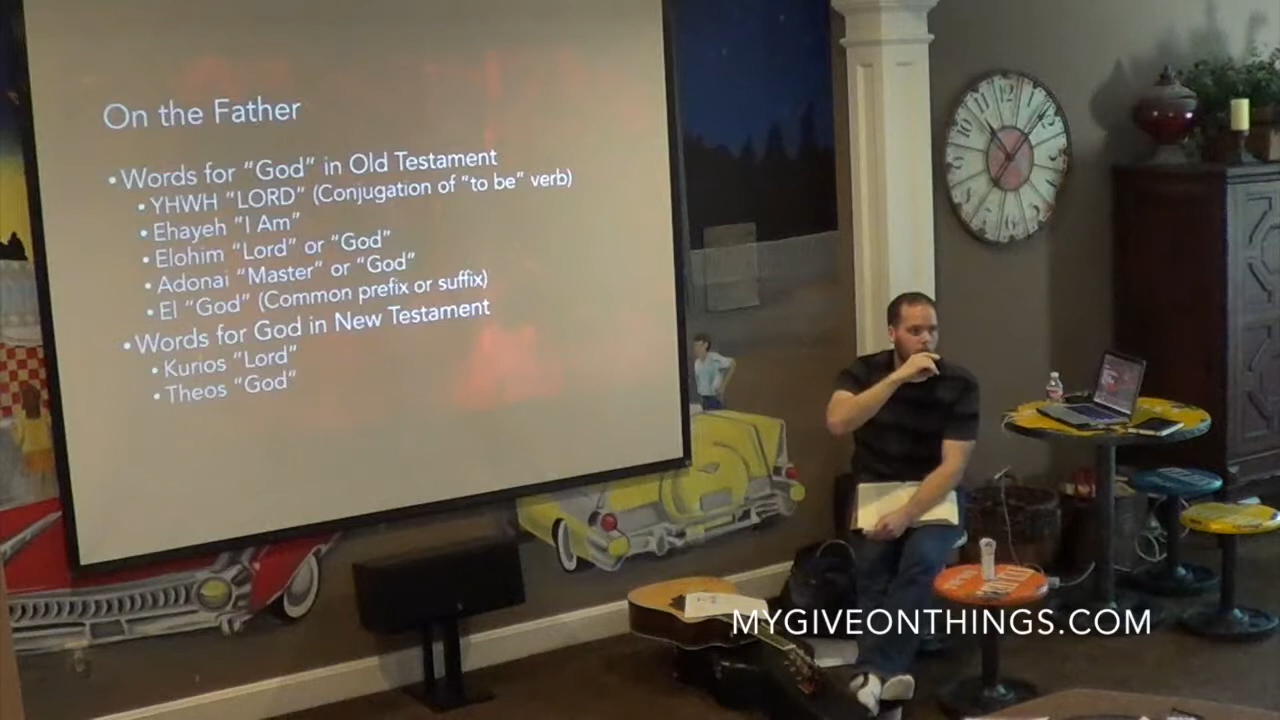 On the Father
•Words for "God" in Old Testament
•YHWH "LORD" (Conjugation of "to be" verb)
•Ehayeh "I Am"
•Elohim "Lord" or "God"
•Adonai "Master" or "God"
•El "God" (Common prefix or suffix)
•Words for God in New Testament
•Kurios "Lord"
•Theos "God"
MYGIVEONTHINGS.COM